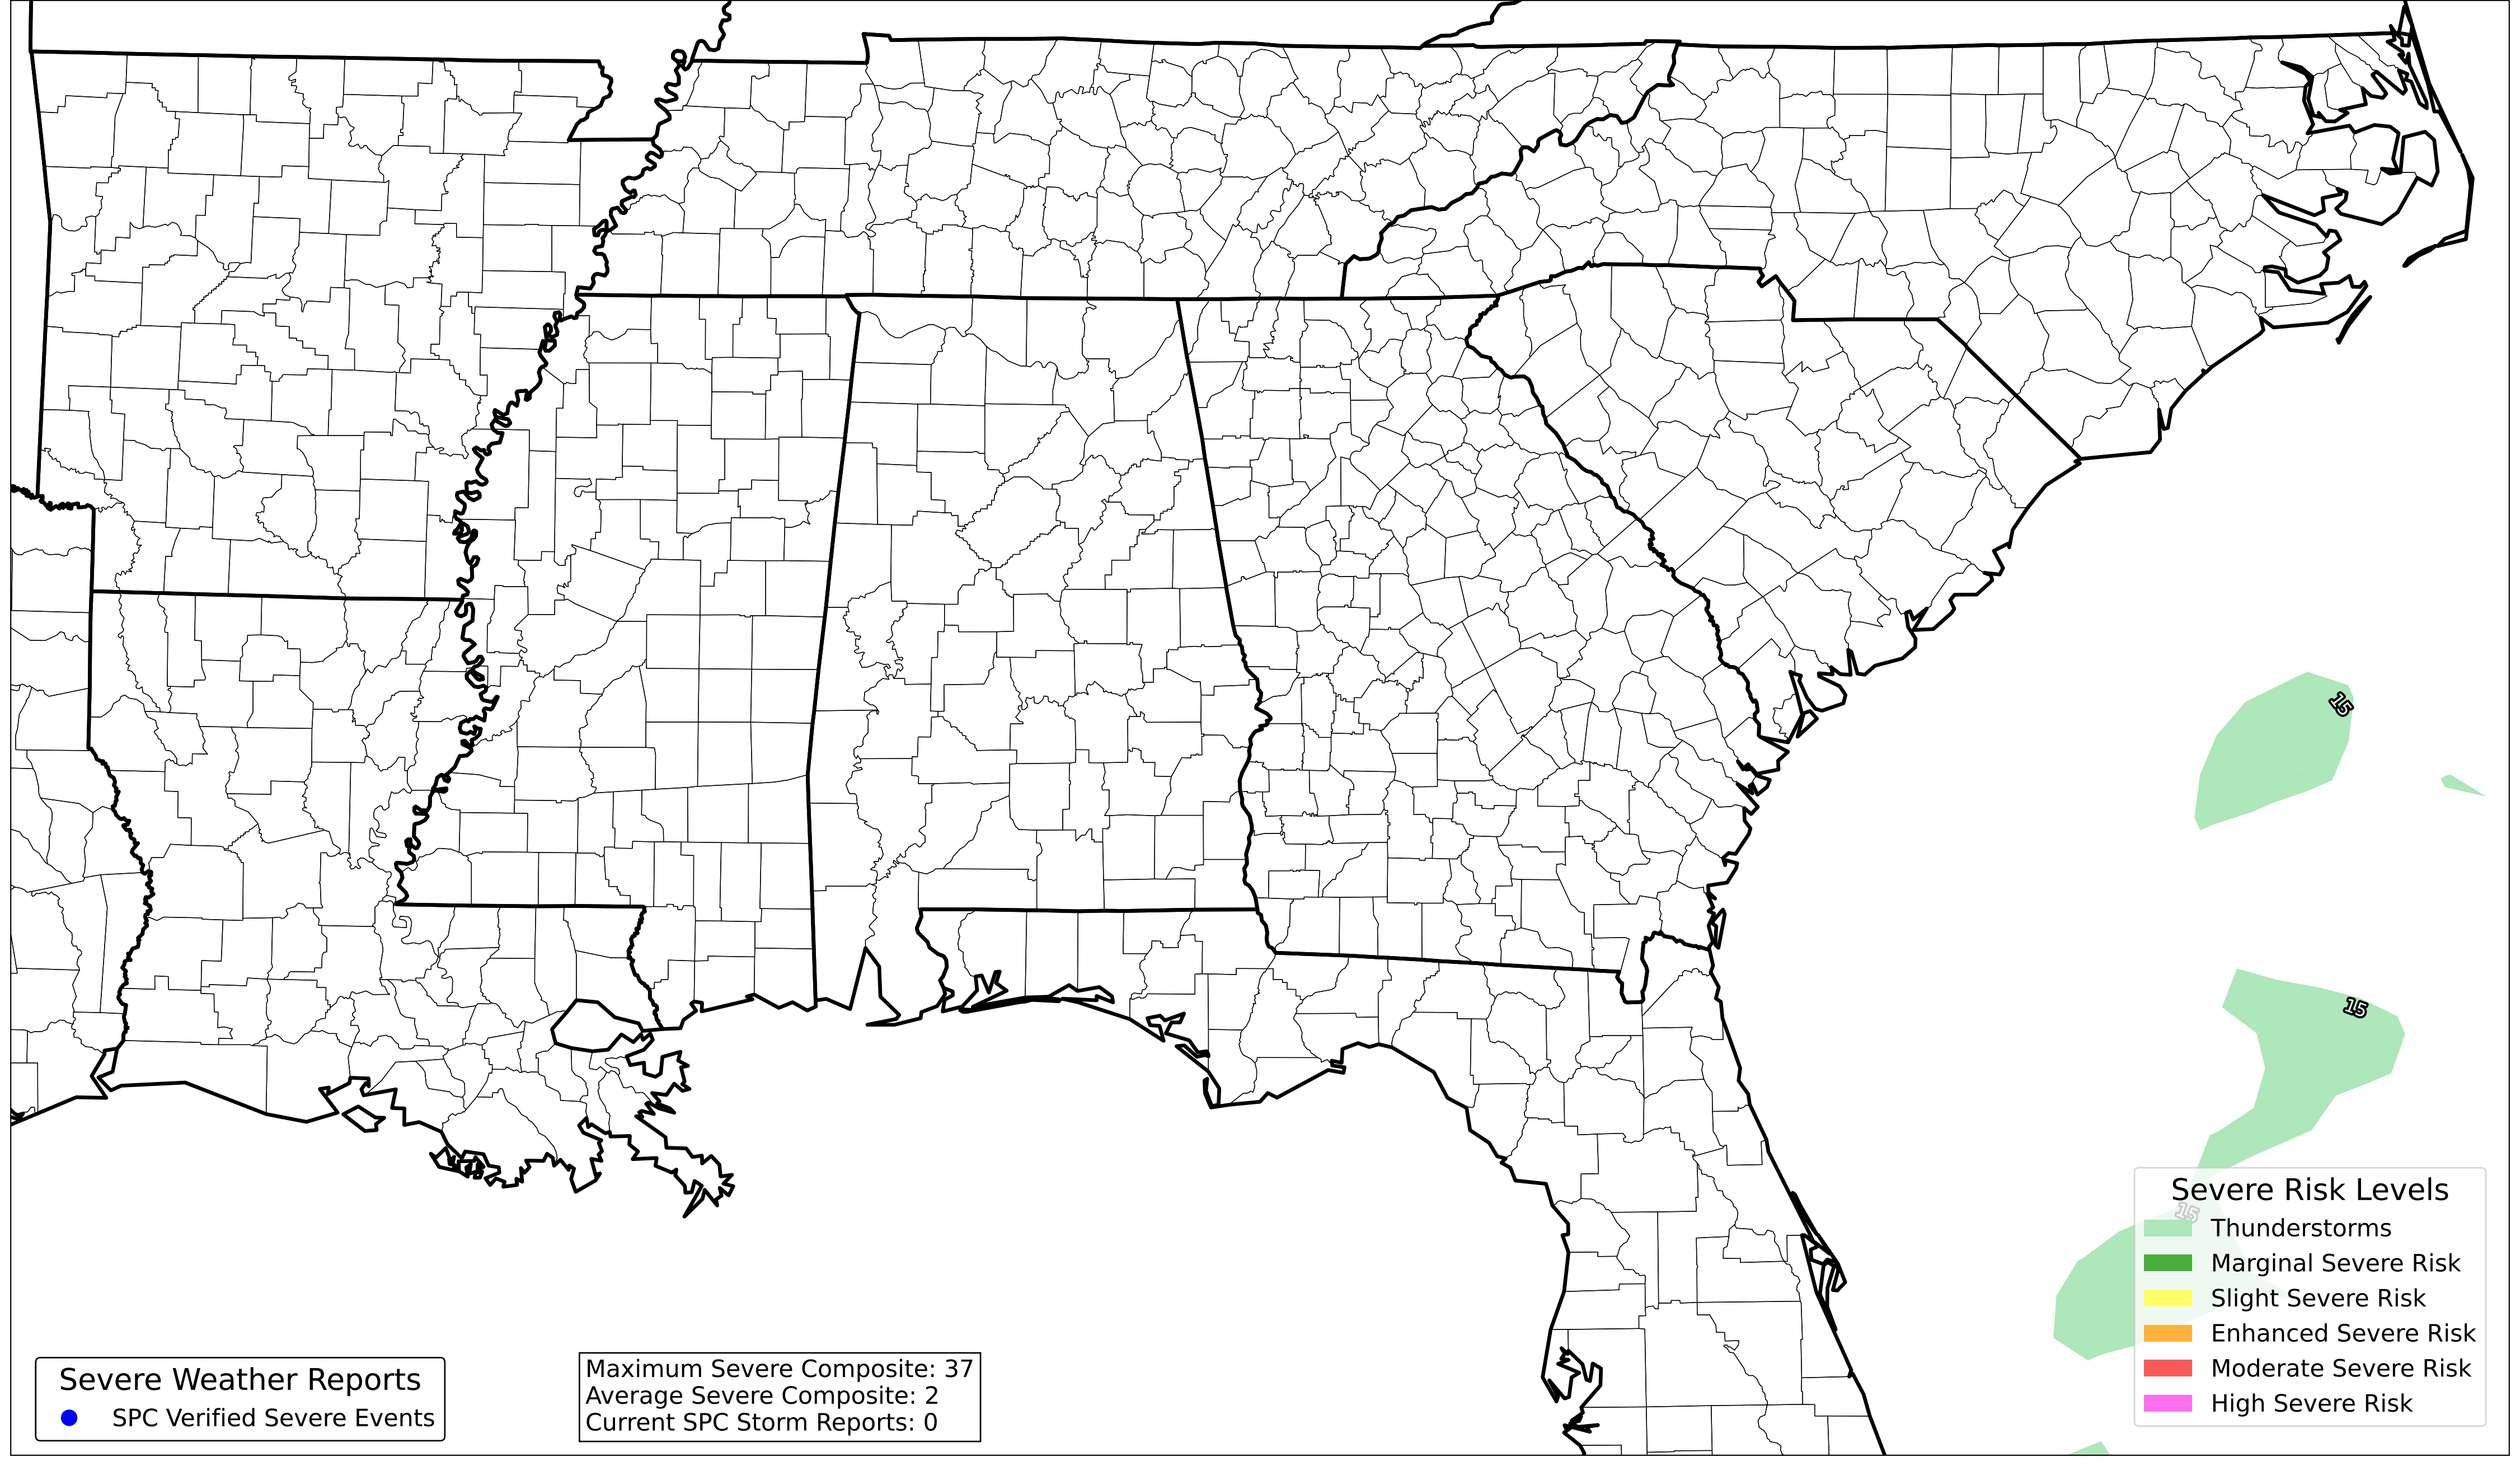 15
15
15
Severe Risk Levels
Thunderstorms
Marginal Severe Risk
Slight Severe Risk
Enhanced Severe Risk
Moderate Severe Risk
High Severe Risk
Severe Weather Reports
SPC Verified Severe Events
Maximum Severe Composite: 37
Average Severe Composite: 2
Current SPC Storm Reports: 0